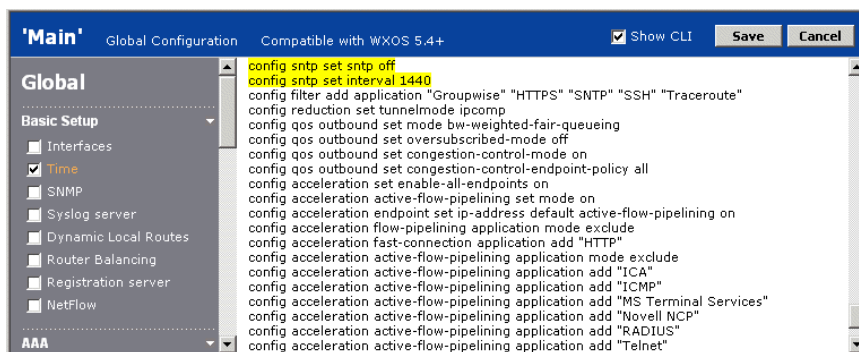 'Main' Global Configuration Compatible with WXOS 5.4+ Show CLI Save Cancel
Global
Basic Setup
Interfaces
Time
SNMP
Syslog server
Dynamic Local Routes
Router Balancing
Registration server
NetFlow
AAA
config sntp set sntp off
config sntp set interval 1440
config filter add application "Groupwise" "HTTPS" "SNTP" "SSH" "Traceroute"
config reduction set tunnelmode ipcomp
config qos outbound set mode bw-weighted-fair-queueing
config qos outbound set oversubscribed-mode off
config qos outbound set congestion-control-mode on
config qos outbound set congestion-control-endpoint-policy all
config acceleration set enable-all-endpoints on
config acceleration active-flow-pipelining set mode on
config acceleration endpoint set ip-address default active-flow-pipelining on
config acceleration flow-pipelining application mode exclude
config acceleration fast-connection application add "HTTP"
config acceleration active-flow-pipelining application mode exclude
config acceleration active-flow-pipelining application add "ICA"
config acceleration active-flow-pipelining application add "ICMP"
config acceleration active-flow-pipelining application add "MS Terminal Services"
config acceleration active-flow-pipelining application add "Novell NCP"
config acceleration active-flow-pipelining application add "RADIUS"
config acceleration active-flow-pipelining application add "Telnet"